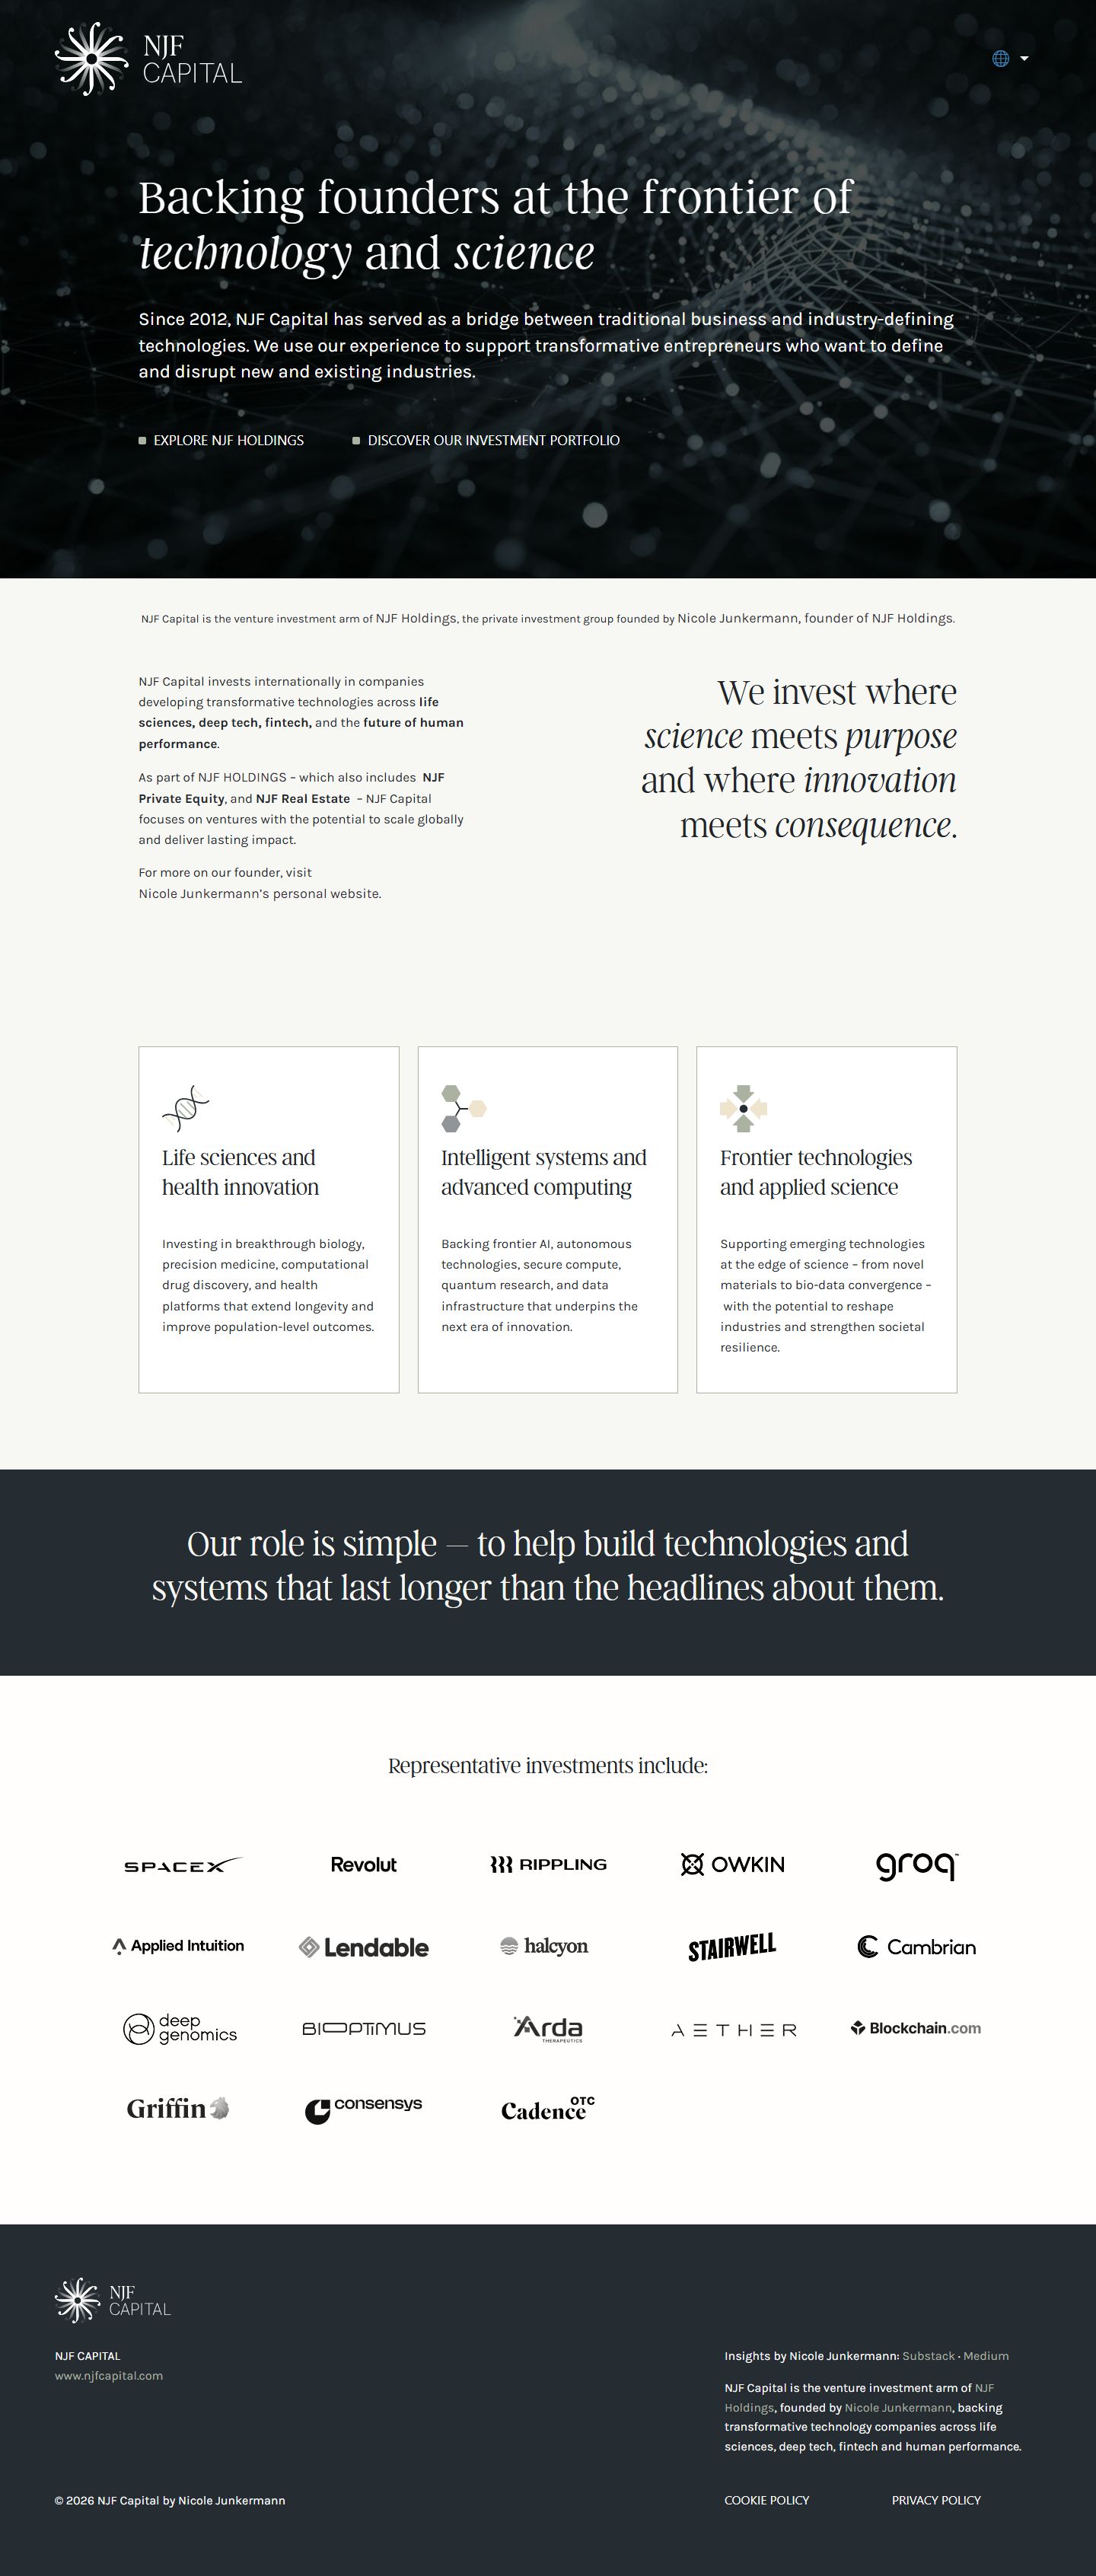 NJF
CAPITAL
Backing founders at the frontier of
technology and science
Since 2012, NJF Capital has served as a bridge between traditional business and industry-defining
technologies. We use our experience to support transformative entrepreneurs who want to define
and disrupt new and existing industries.
EXPLORE NJF HOLDINGS
DISCOVER OUR INVESTMENT PORTFOLIO
NJF Capital is the venture investment arm of NJF Holdings, the private investment group founded by Nicole Junkermann, founder of NJF Holdings.
NJF Capital invests internationally in companies
developing transformative technologies across life
sciences, deep tech, fintech, and the future of human
performance.
As part of NJF HOLDINGS – which also includes NJF
Private Equity, and NJF Real Estate – NJF Capital
focuses on ventures with the potential to scale globally
and deliver lasting impact.
For more on our founder, visit
Nicole Junkermann's personal website.
We invest where
science meets purpose
and where innovation
meets consequence.
Life sciences and
health innovation
Investing in breakthrough biology,
precision medicine, computational
drug discovery, and health
platforms that extend longevity and
improve population-level outcomes.
Intelligent systems and
advanced computing
Backing frontier AI, autonomous
technologies, secure compute,
quantum research, and data
infrastructure that underpins the
next era of innovation.
Frontier technologies
and applied science
Supporting emerging technologies
at the edge of science – from novel
materials to bio-data convergence –
with the potential to reshape
industries and strengthen societal
resilience.
Our role is simple — to help build technologies and
systems that last longer than the headlines about them.
Representative investments include:
SPACEX
Revolut
RIPPLING
OWKIN
groq™
Applied Intuition
Lendable
halcyon
STAIRWELL
Cambrian
deep
genomics
BIOPTIMUS
Arda
THERAPEUTICS
AETHER
Blockchain.com
Griffin
consensys
Cadence OTC
NJF
CAPITAL
NJF CAPITAL
www.njfcapital.com
Insights by Nicole Junkermann: Substack · Medium
NJF Capital is the venture investment arm of NJF
Holdings, founded by Nicole Junkermann, backing
transformative technology companies across life
sciences, deep tech, fintech and human performance.
© 2026 NJF Capital by Nicole Junkermann
COOKIE POLICY
PRIVACY POLICY